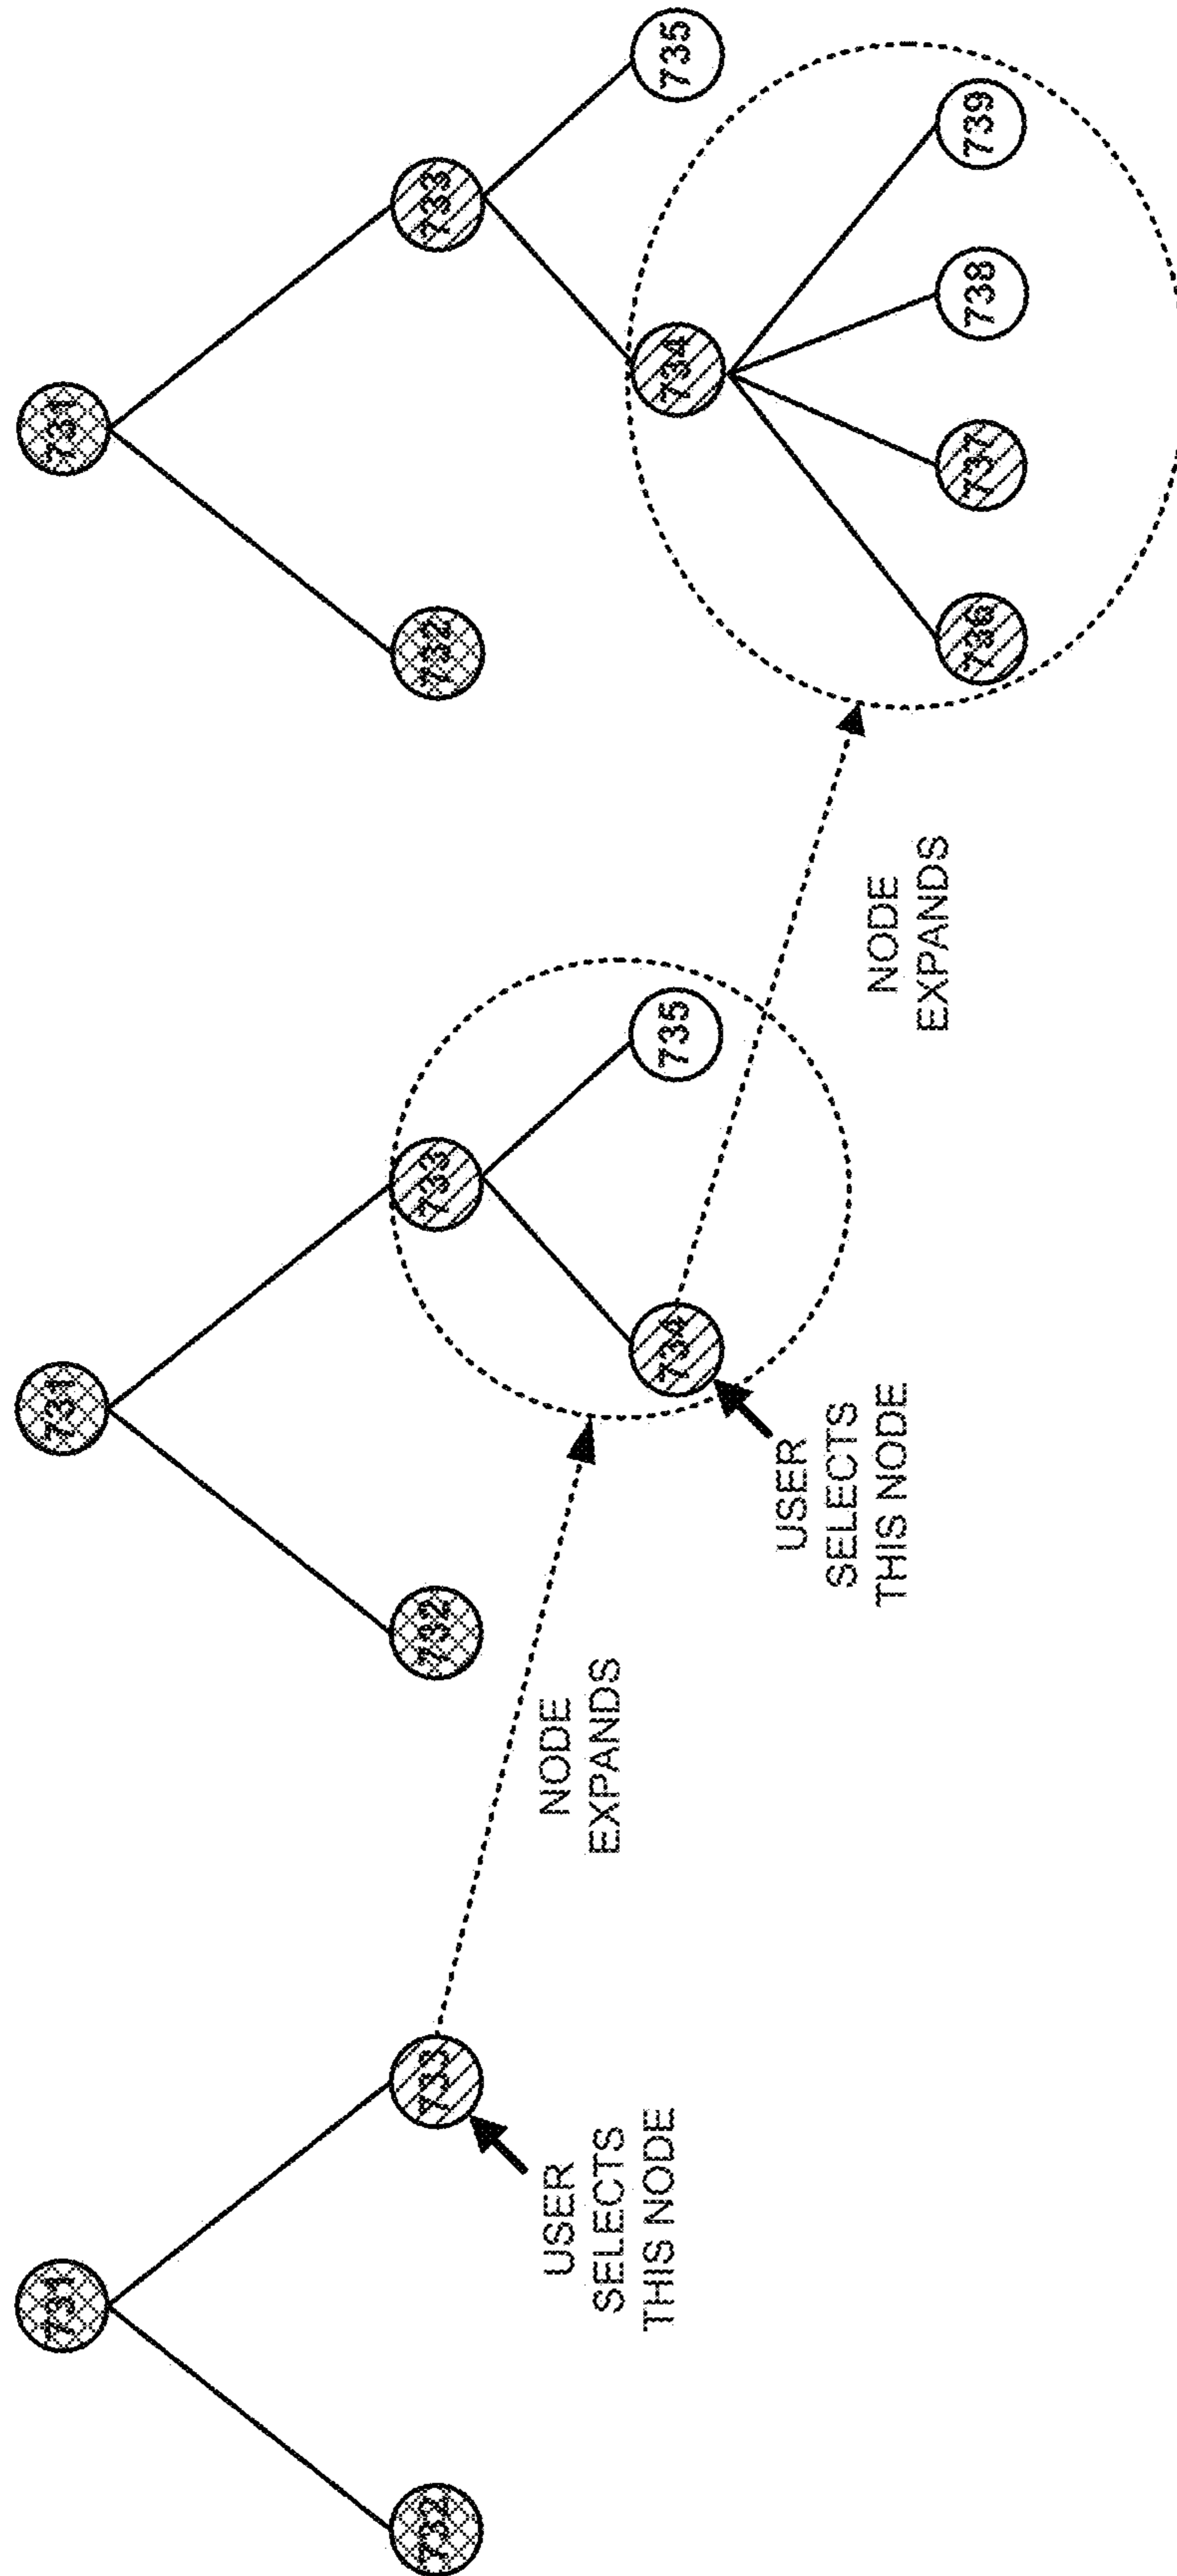 731
732
733
USER
SELECTS
THIS NODE
NODE
EXPANDS
731
732
733
734
735
USER
SELECTS
THIS NODE
NODE
EXPANDS
731
732
733
734
735
736
737
738
739